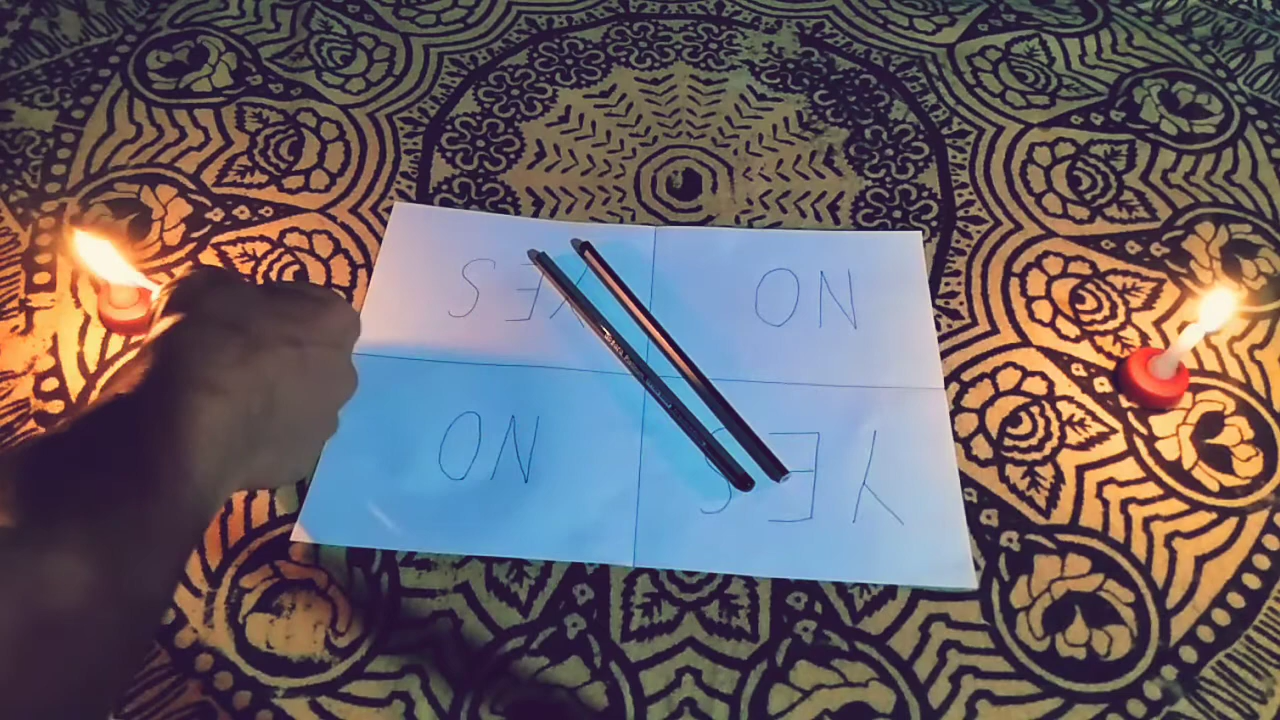 YES NO
NO YES